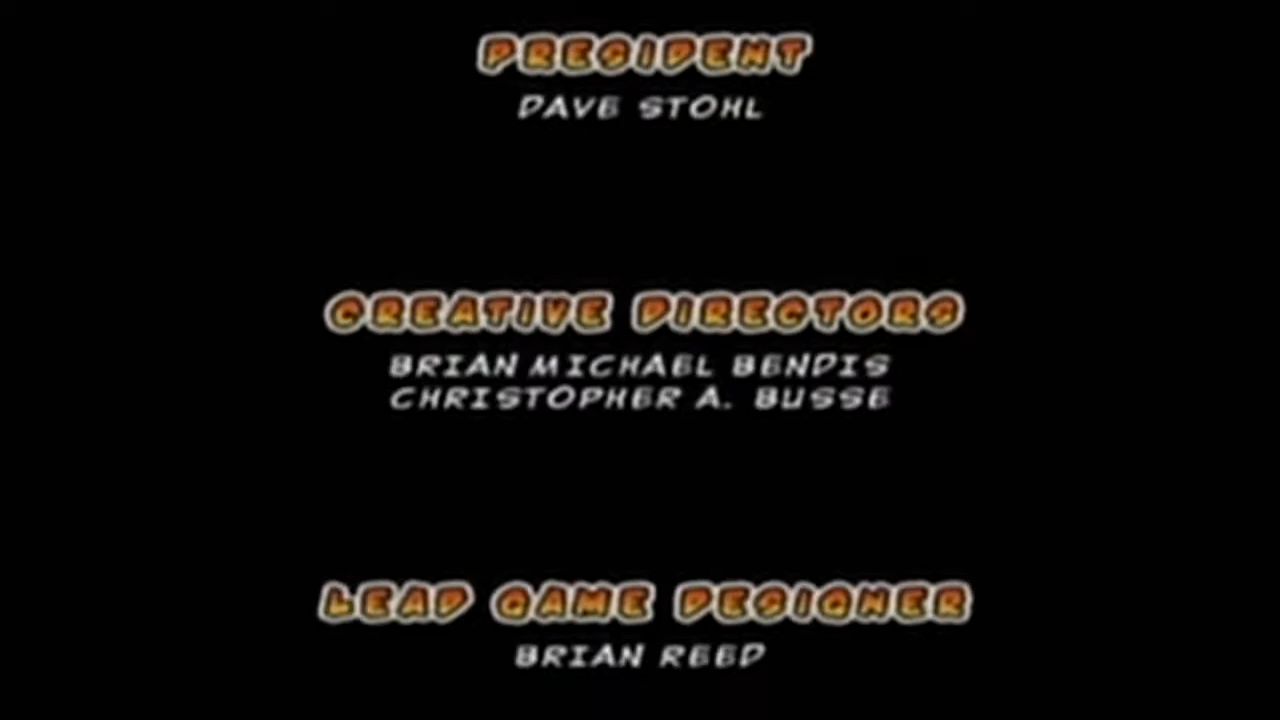 PRESIDENT
DAVE STOHL
CREATIVE DIRECTORS
BRIAN MICHAEL BENDIS
CHRISTOPHER A. BUSSE
LEAD GAME DESIGNER
BRIAN REED